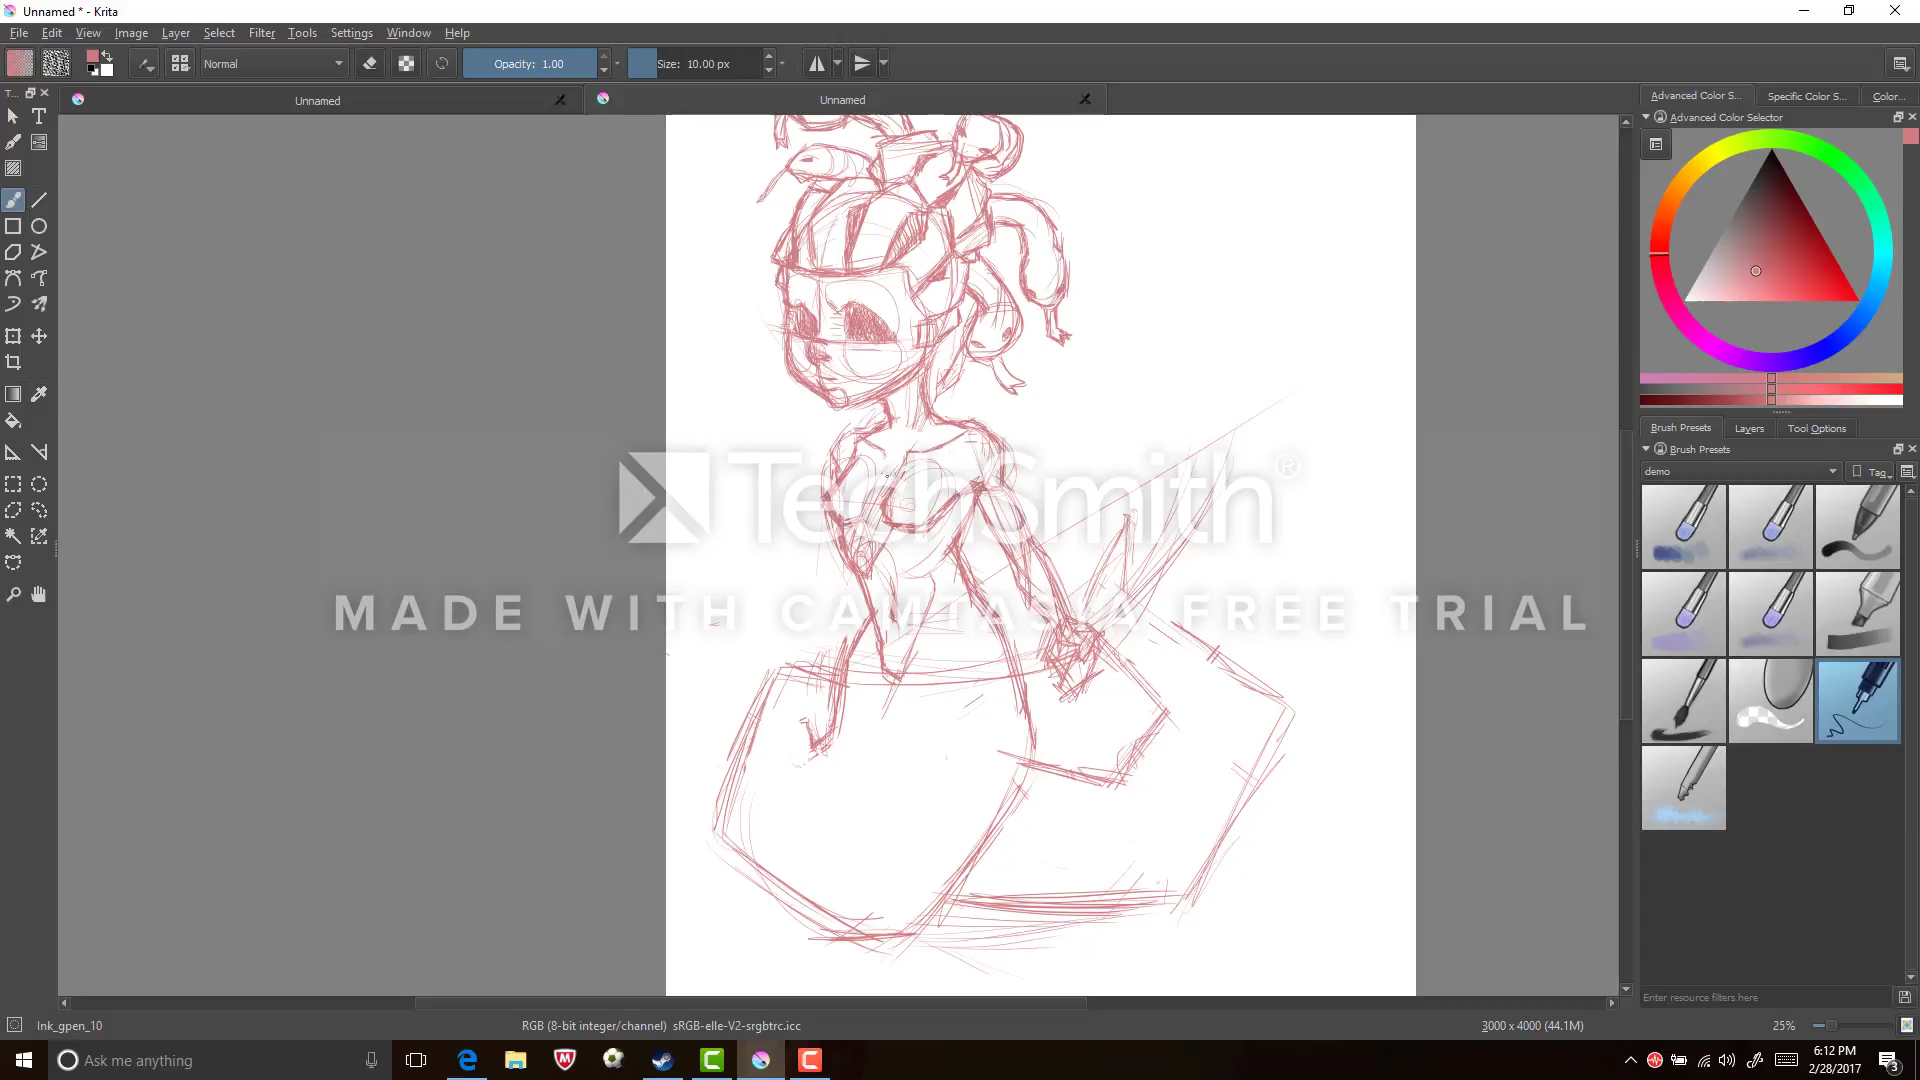 Unnamed * - Krita
File Edit View Image Layer Select Filter Tools Settings Window Help
Normal
Opacity: 1.00
Size: 10.00 px
T...
Unnamed
Unnamed
Advanced Color S...
Specific Color S...
Color...
Advanced Color Selector
TechSmith®
MADE WITH CAMTASIA FREE TRIAL
Brush Presets
Layers
Tool Options
Brush Presets
demo
Tag
Enter resource filters here
Ink_gpen_10
RGB (8-bit integer/channel) sRGB-elle-V2-srgbtrc.icc
3000 x 4000 (44.1M)
25%
Ask me anything
6:12 PM
2/28/2017
3